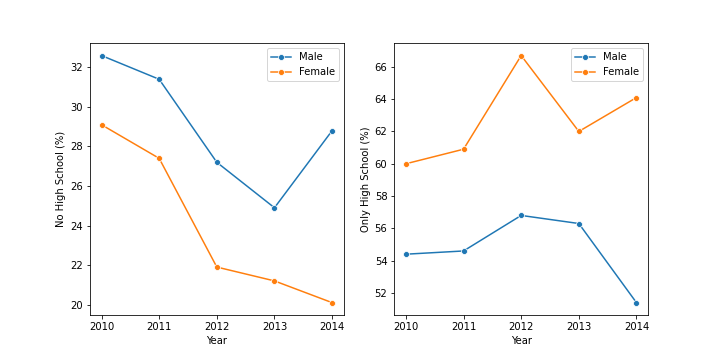 No High School (%)
32
30
28
26
24
22
20
2010 2011 2012 2013 2014
Year
Male
Female
Only High School (%)
66
64
62
60
58
56
54
52
2010 2011 2012 2013 2014
Year
Male
Female